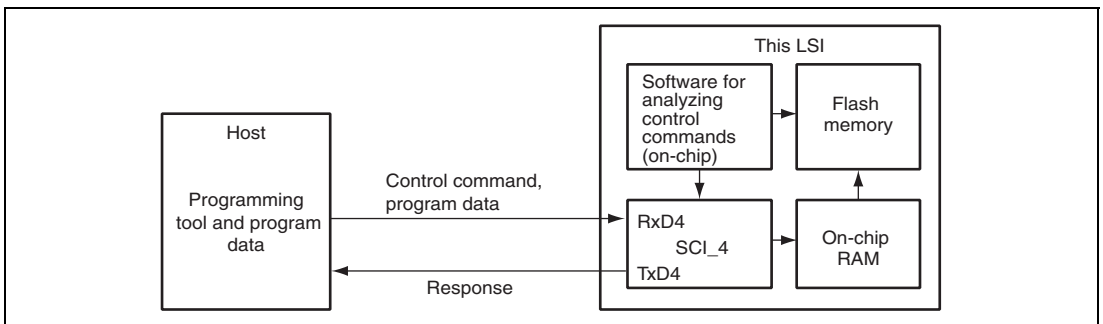 This LSI
Software for
analyzing
control
commands
(on-chip)
Flash
memory
Host
Programming
tool and program
data
Control command,
program data
RxD4
SCI_4
TxD4
On-chip
RAM
Response